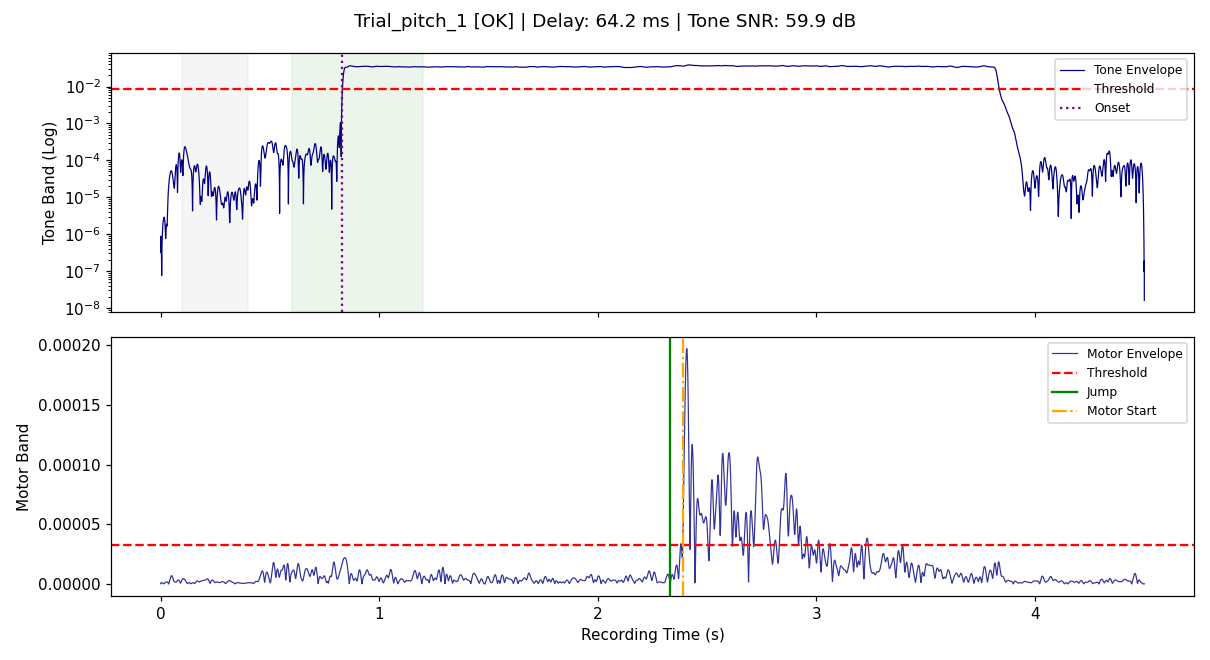 Trial_pitch_1 [OK] | Delay: 64.2 ms | Tone SNR: 59.9 dB
Tone Band (Log)
10⁻²
10⁻³
10⁻⁴
10⁻⁵
10⁻⁶
10⁻⁷
10⁻⁸
Tone Envelope
Threshold
Onset
Motor Band
0.00020
0.00015
0.00010
0.00005
0.00000
Motor Envelope
Threshold
Jump
Motor Start
0 1 2 3 4
Recording Time (s)